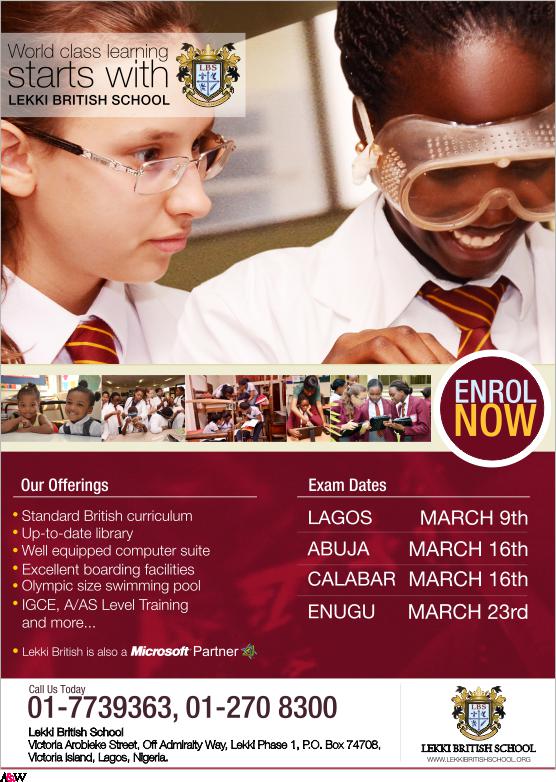 World class learning
starts with
LEKKI BRITISH SCHOOL
LBS
ENROL
NOW
Our Offerings
• Standard British curriculum
• Up-to-date library
• Well equipped computer suite
• Excellent boarding facilities
• Olympic size swimming pool
• IGCE, A/AS Level Training
and more...
• Lekki British is also a Microsoft Partner
Exam Dates
LAGOS MARCH 9th
ABUJA MARCH 16th
CALABAR MARCH 16th
ENUGU MARCH 23rd
Call Us Today
01-7739363, 01-270 8300
Lekki British School
Victoria Arobieke Street, Off Admiralty Way, Lekki Phase 1, P.O. Box 74708,
Victoria Island, Lagos, Nigeria.
LBS
LEKKI BRITISH SCHOOL
WWW.LEKKIBRITISHSCHOOL.ORG